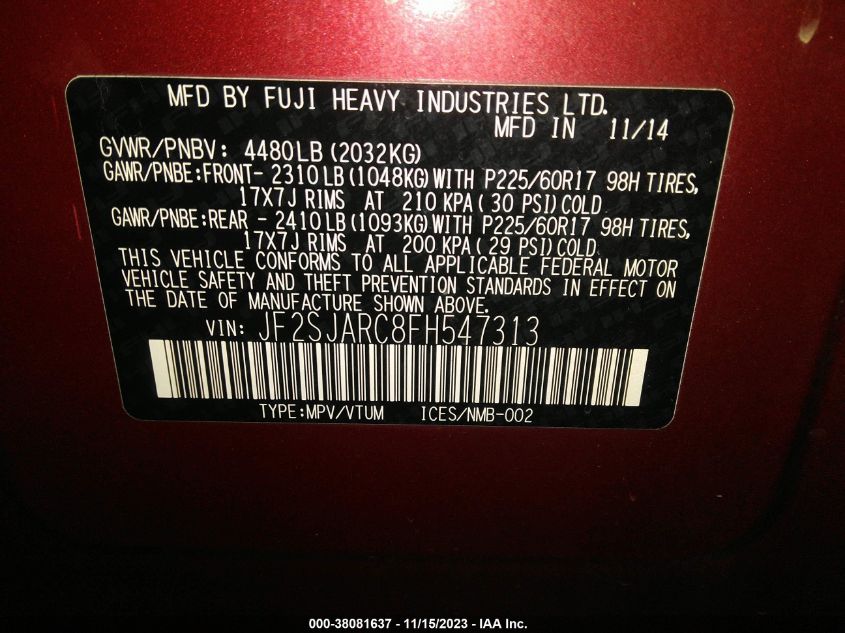 MFD BY FUJI HEAVY INDUSTRIES LTD.
MFD IN 11/14
GVWR/PNBV: 4480LB (2032KG)
GAWR/PNBE:FRONT- 2310LB (1048KG) WITH P225/60R17 98H TIRES,
17X7J RIMS AT 210 KPA ( 30 PSI) COLD.
GAWR/PNBE:REAR - 2410LB (1093KG) WITH P225/60R17 98H TIRES,
17X7J RIMS AT 200 KPA ( 29 PSI) COLD.
THIS VEHICLE CONFORMS TO ALL APPLICABLE FEDERAL MOTOR
VEHICLE SAFETY AND THEFT PREVENTION STANDARDS IN EFFECT ON
THE DATE OF MANUFACTURE SHOWN ABOVE.
VIN: JF2SJARC8FH547313
TYPE:MPV/VTUM ICES/NMB-002
000-38081637 - 11/15/2023 - IAA Inc.